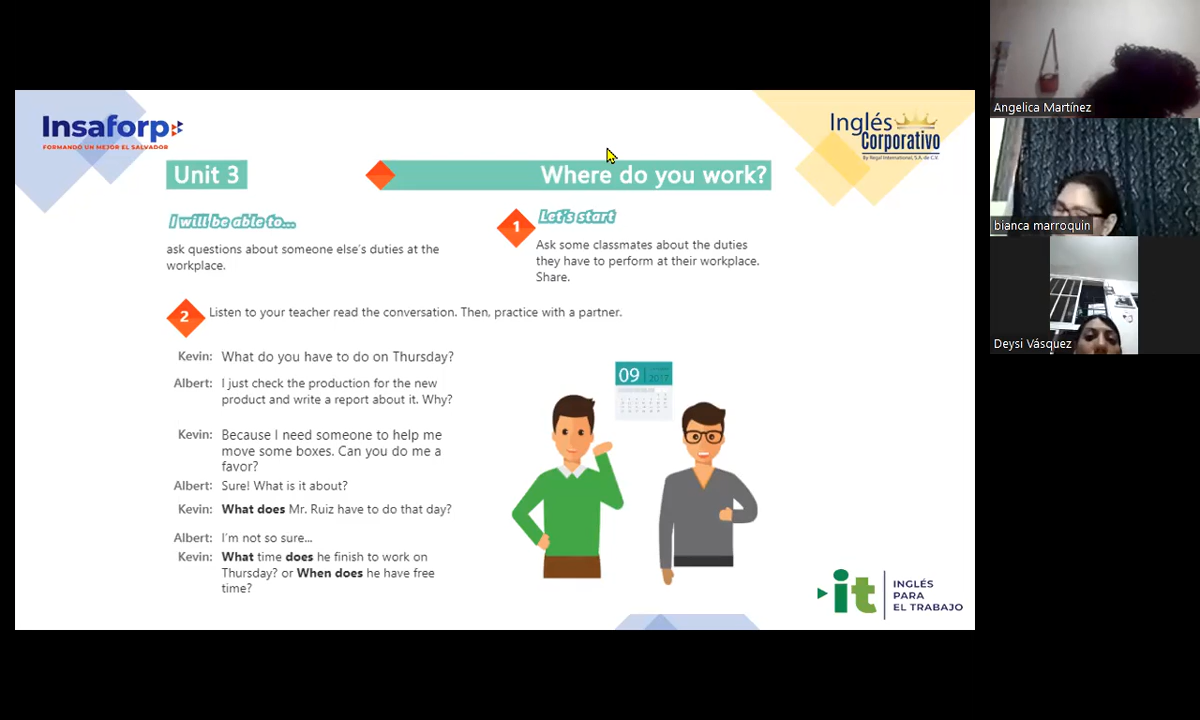 Insaforp
FORMANDO UN MEJOR EL SALVADOR
Inglés
Corporativo
By Regal International, S.A. de C.V.
Unit 3
Where do you work?
I will be able to...
ask questions about someone else's duties at the
workplace.
1
Let's start
Ask some classmates about the duties
they have to perform at their workplace.
Share.
2
Listen to your teacher read the conversation. Then, practice with a partner.
Kevin: What do you have to do on Thursday?
Albert: I just check the production for the new
product and write a report about it. Why?
Kevin: Because I need someone to help me
move some boxes. Can you do me a
favor?
Albert: Sure! What is it about?
Kevin: What does Mr. Ruiz have to do that day?
Albert: I'm not so sure...
Kevin: What time does he finish to work on
Thursday? or When does he have free
time?
09
2017
it
INGLÉS
PARA
EL TRABAJO
Angelica Martínez
bianca marroquin
Deysi Vásquez